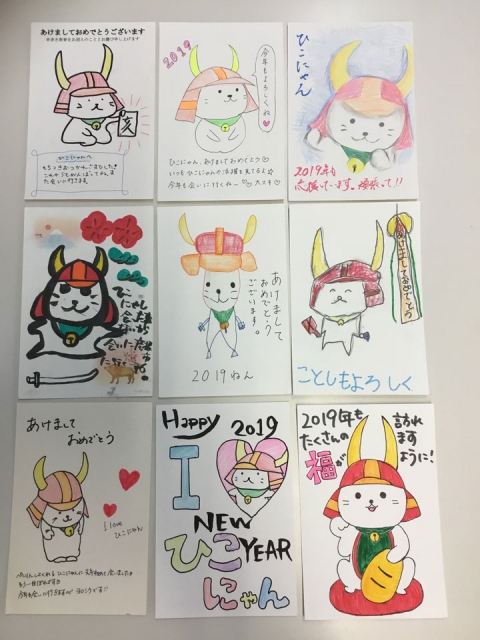 あけましておめでとうございます
亥
ひこにゃんへ
2019
今年も
よろしくね
ひこにゃん、あけましておめでとう♡
いつもひこにゃんの活躍を見てるよ
今年も会いに行くね〜♡♡大スキ♡
ひこにゃん
2019年も
応援しています。頑張って!!
ひこ
にゃん
あけまして
おめでとう
ございます。
2019ねん
あけましておめでとう
ことしもよろしく
あけまして
おめでとう
I love
ひこにゃん
Happy 2019
I
NEW
ひこ YEAR
にゃん
2019年も
たくさんの
福が
訪れ
ます
ように!